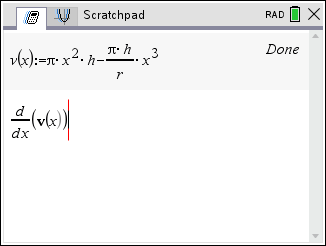 Scratchpad RAD
v(x):=π·x²·h−(π·h)/r·x³ Done
d/dx(v(x))